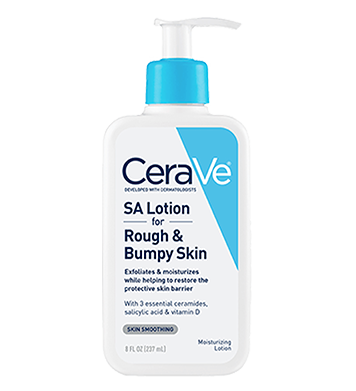 CeraVe®
DEVELOPED WITH DERMATOLOGISTS
SA Lotion
for
Rough &
Bumpy Skin
Exfoliates & moisturizes
while helping to restore the
protective skin barrier
With 3 essential ceramides,
salicylic acid & vitamin D
SKIN SMOOTHING
8 FL OZ (237 mL)
Moisturizing
Lotion